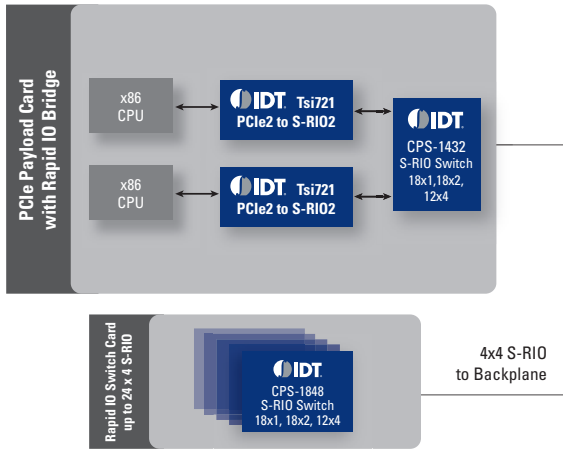 PCIe Payload Card
with Rapid IO Bridge
x86
CPU
IDT Tsi721
PCIe2 to S-RIO2
x86
CPU
IDT Tsi721
PCIe2 to S-RIO2
IDT
CPS-1432
S-RIO Switch
18x1,18x2,
12x4
Rapid IO Switch Card
up to 24 x 4 S-RIO
IDT
CPS-1848
S-RIO Switch
18x1, 18x2, 12x4
4x4 S-RIO
to Backplane